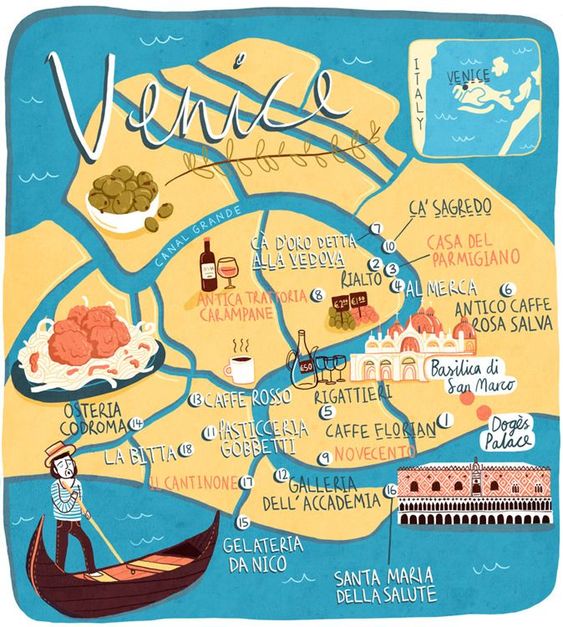 Venice
ITALY
VENICE
CANAL GRANDE
CA' SAGREDO
7
10
CÀ D'ORO DETTA
ALLA VEDOVA
CASA DEL
PARMIGIANO
2
3
RIALTO
4
AL MERCA
6
ANTICO CAFFE
ROSA SALVA
ANTICA TRATTORIA
CARAMPANE
8
€2.00
€1.50
€50
Basilica di
San Marco
RIGATTIERI
5
13 CAFFE ROSSO
OSTERIA
CODROMA 14
11 PASTICCERIA
GOBBETTI
CAFFE FLORIAN 1
Dogès
Palace
LA BITTA 18
9 NOVECENTO
IL CANTINONE 17
12 GALLERIA
DELL'ACCADEMIA
16
15
GELATERIA
DA NICO
SANTA MARIA
DELLA SALUTE